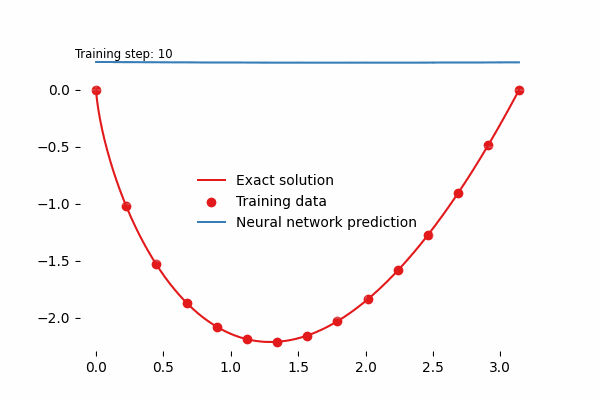 Training step: 10
0.0
−0.5
−1.0
−1.5
−2.0
Exact solution
Training data
Neural network prediction
0.0 0.5 1.0 1.5 2.0 2.5 3.0